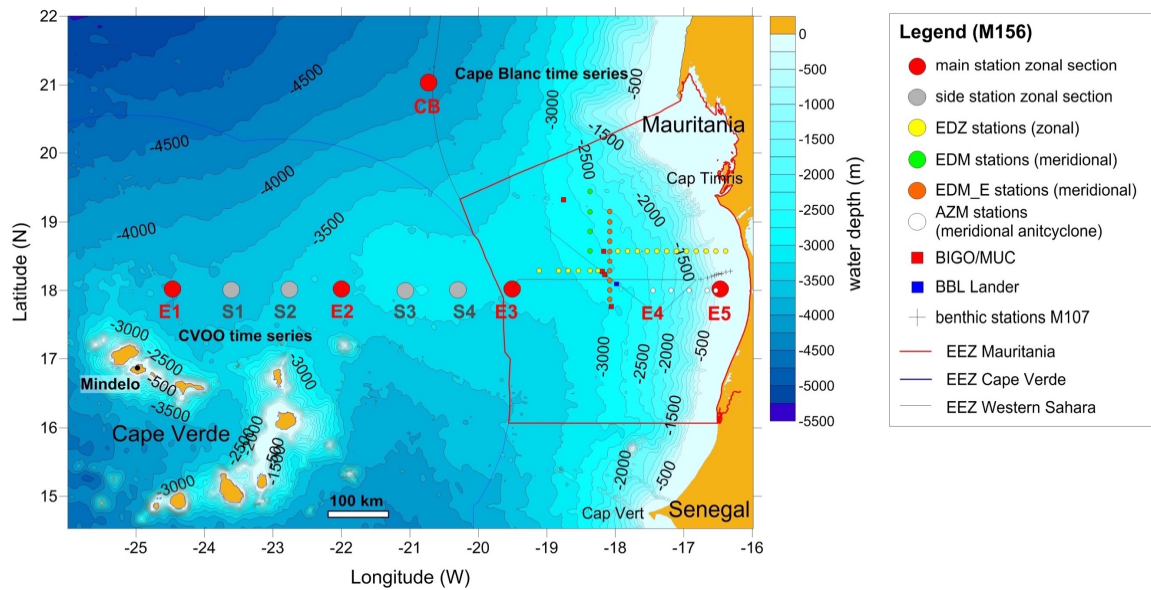 22
21
20
19
18
17
16
15
Latitude (N)
-25
-24
-23
-22
-21
-20
-19
-18
-17
-16
Longitude (W)
-4500
Cape Blanc time series
CB
-500
-3000
Mauritania
-1500
-4500
-2500
Cap Timris
-4000
-2000
-3500
-4000
-1500
E1
S1
S2
E2
S3
S4
E3
E4
E5
CVOO time series
-3000
-2500
-500
Mindelo
-3500
-3000
Cape Verde
-2500
-2000
-1500
-3000
-3000
-2500
-2000
-500
-1500
-2000
-500
100 km
Cap Vert
Senegal
0
-500
-1000
-1500
-2000
-2500
-3000
-3500
-4000
-4500
-5000
-5500
water depth (m)
Legend (M156)
main station zonal section
side station zonal section
EDZ stations (zonal)
EDM stations (meridional)
EDM_E stations (meridional)
AZM stations
(meridional anitcyclone)
BIGO/MUC
BBL Lander
benthic stations M107
EEZ Mauritania
EEZ Cape Verde
EEZ Western Sahara